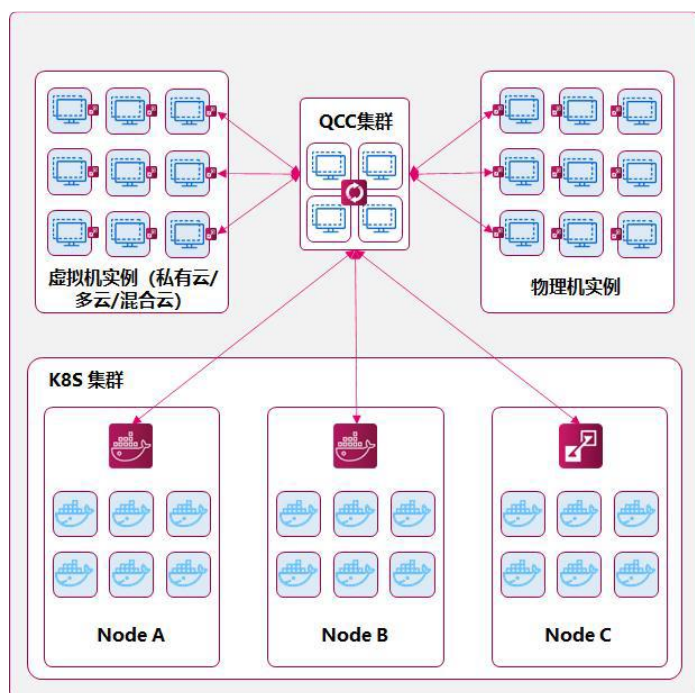 QCC集群
虚拟机实例（私有云/
多云/混合云）
物理机实例
K8S 集群
Node A
Node B
Node C